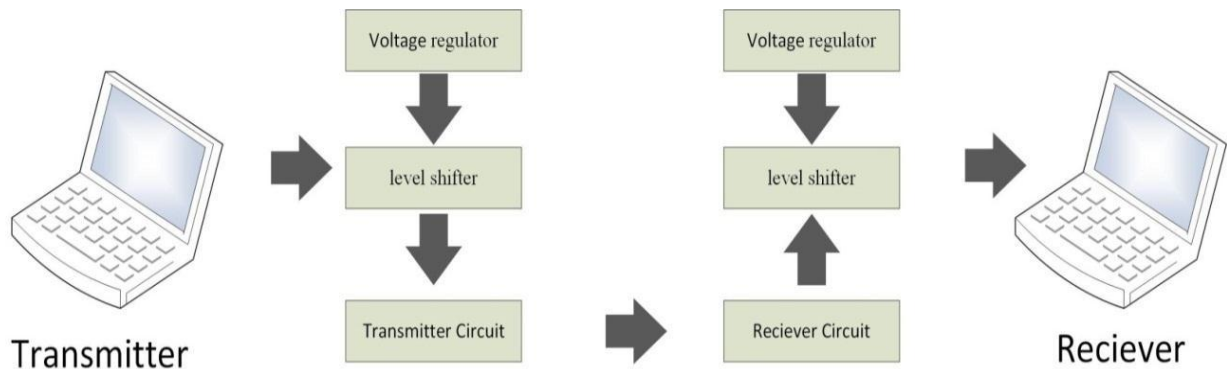 Voltage regulator
Voltage regulator
level shifter
level shifter
Transmitter Circuit
Reciever Circuit
Transmitter
Reciever